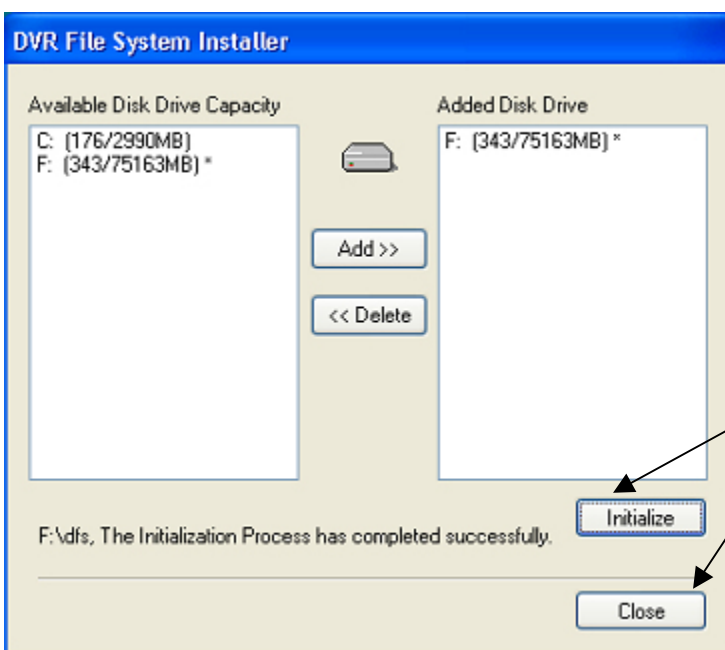 DVR File System Installer
Available Disk Drive Capacity
Added Disk Drive
C: (176/2990MB)
F: (343/75163MB) *
F: (343/75163MB) *
Add >>
<< Delete
Initialize
F:\dfs, The Initialization Process has completed successfully.
Close